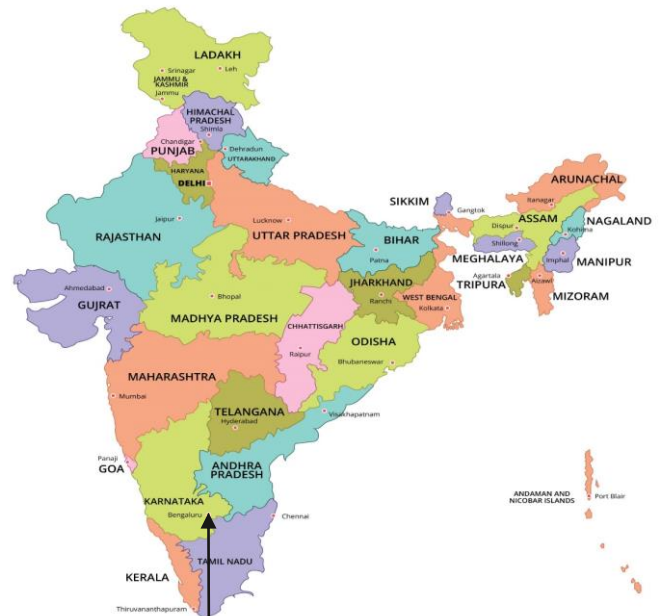 LADAKH
Srinagar
Leh
JAMMU &
KASHMIR
Jammu
HIMACHAL
PRADESH
Shimla
Chandigar
PUNJAB
Dehradun
UTTARAKHAND
HARYANA
DELHI
ARUNACHAL
SIKKIM
Itanagar
Gangtok
ASSAM
Dispur
NAGALAND
Kohima
Jaipur
Lucknow
RAJASTHAN
UTTAR PRADESH
BIHAR
Patna
Shillong
MEGHALAYA
Imphal
MANIPUR
Agartala
TRIPURA
Aizawl
MIZORAM
Ahmedabad
GUJRAT
Bhopal
MADHYA PRADESH
JHARKHAND
Ranchi
WEST BENGAL
Kolkata
CHHATTISGARH
Raipur
ODISHA
Bhubaneswar
MAHARASHTRA
Mumbai
TELANGANA
Hyderabad
Visakhapatnam
Panaji
GOA
ANDHRA
PRADESH
KARNATAKA
Bengaluru
Chennai
ANDAMAN AND
NICOBAR ISLANDS
Port Blair
TAMIL NADU
KERALA
Thiruvananthapuram